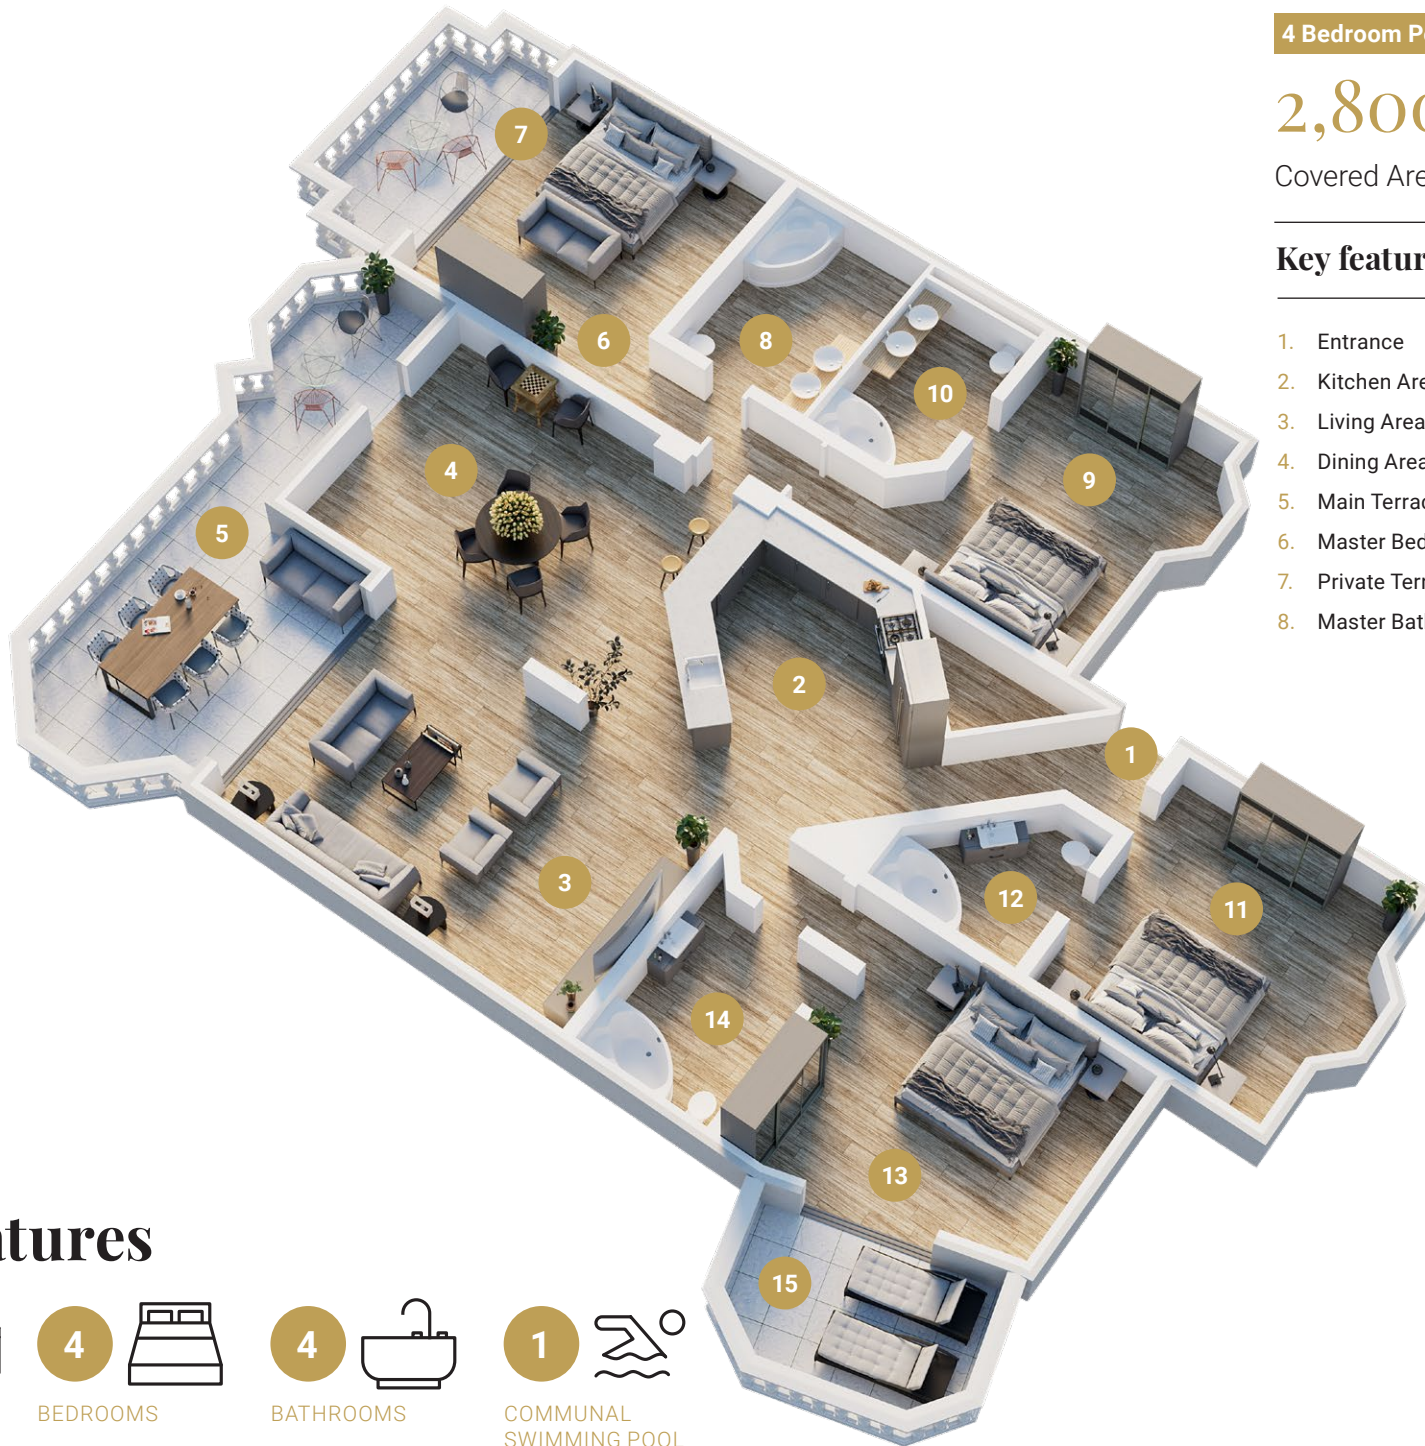 4 Bedroom P
2,800
Covered Are
Key featur
1. Entrance
2. Kitchen Are
3. Living Area
4. Dining Area
5. Main Terrac
6. Master Bed
7. Private Terr
8. Master Bat
7
6
8
10
9
4
5
2
1
3
12
11
14
13
15
atures
4
BEDROOMS
4
BATHROOMS
1
COMMUNAL
SWIMMING POOL